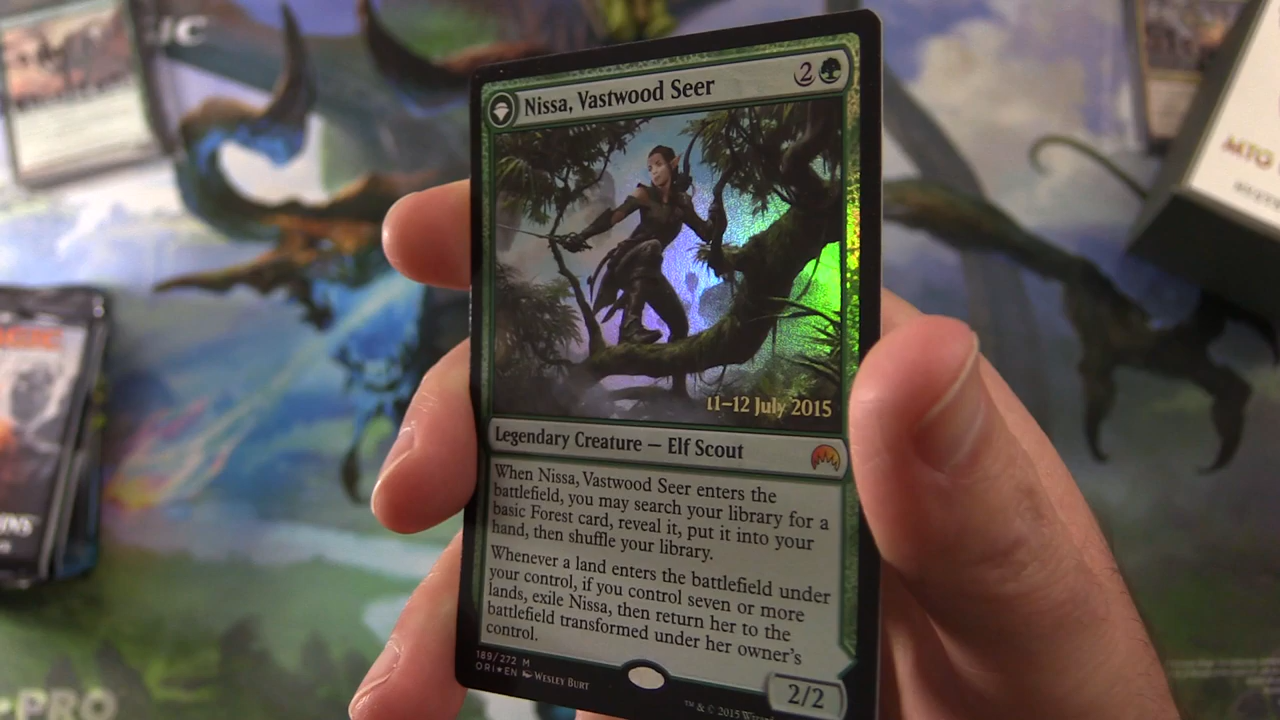 IC
MTG
Nissa, Vastwood Seer
2
11–12 July 2015
Legendary Creature — Elf Scout
When Nissa, Vastwood Seer enters the
battlefield, you may search your library for a
basic Forest card, reveal it, put it into your
hand, then shuffle your library.
Whenever a land enters the battlefield under
your control, if you control seven or more
lands, exile Nissa, then return her to the
battlefield transformed under her owner's
control.
2/2
189/272 M
ORI★EN Wesley Burt
™ & © 2015
-PRO